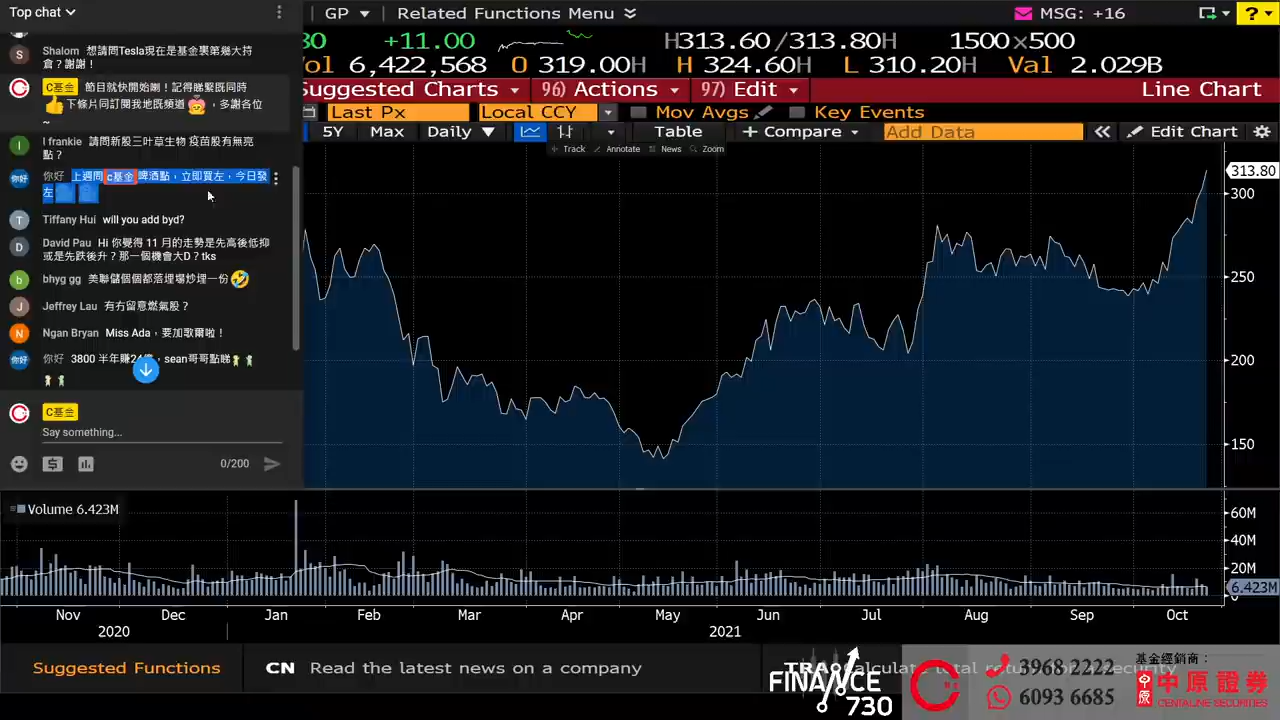 Top chat
Shalom 想請問Tesla現在是基金裏第幾大持
倉？謝謝！
C基金 節目就快開始喇！記得睇緊既同時
下條片同訂閱我地既頻道 ，多謝各位
~
I frankie 請問新股三叶草生物 疫苗股有無亮
點？
你好 上週問c基金啤酒點，立即買左，今日發
左
Tiffany Hui will you add byd?
David Pau Hi 你覺得 11 月的走勢是先高後低抑
或是先跌後升？那一個機會大D？tks
bhyg gg 美聯儲個個都落埋場炒埋一份
Jeffrey Lau 有冇留意燃氣股？
Ngan Bryan Miss Ada，要加歌爾啦！
你好 3800 半年賺24億，sean哥哥點睇
C基金
Say something...
0/200
GP Related Functions Menu MSG: +16 ?
80 +11.00 H313.60/313.80H 1500×500
Vol 6,422,568 O 319.00H H 324.60H L 310.20H Val 2.029B
Suggested Charts 96) Actions 97) Edit Line Chart
Last Px Local CCY Mov Avgs Key Events
5Y Max Daily Table + Compare Add Data Edit Chart
Track Annotate News Zoom
313.80
300
250
200
150
Volume 6.423M
60M
40M
20M
6.423M
0
Nov Dec Jan Feb Mar Apr May Jun Jul Aug Sep Oct
2020 2021
Suggested Functions CN Read the latest news on a company TRA Calculate total return on a security
FINANCE
730
3968 2222
6093 6685
基金經銷商：
中原證券
CENTALINE SECURITIES